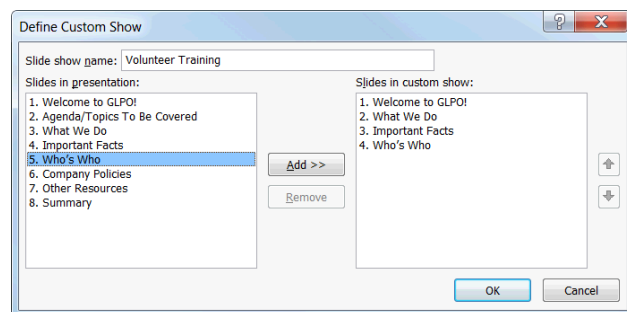 Define Custom Show
?
X
Slide show name: Volunteer Training
Slides in presentation:
1. Welcome to GLPO!
2. Agenda/Topics To Be Covered
3. What We Do
4. Important Facts
5. Who's Who
6. Company Policies
7. Other Resources
8. Summary
Add >>
Remove
Slides in custom show:
1. Welcome to GLPO!
2. What We Do
3. Important Facts
4. Who's Who
OK
Cancel